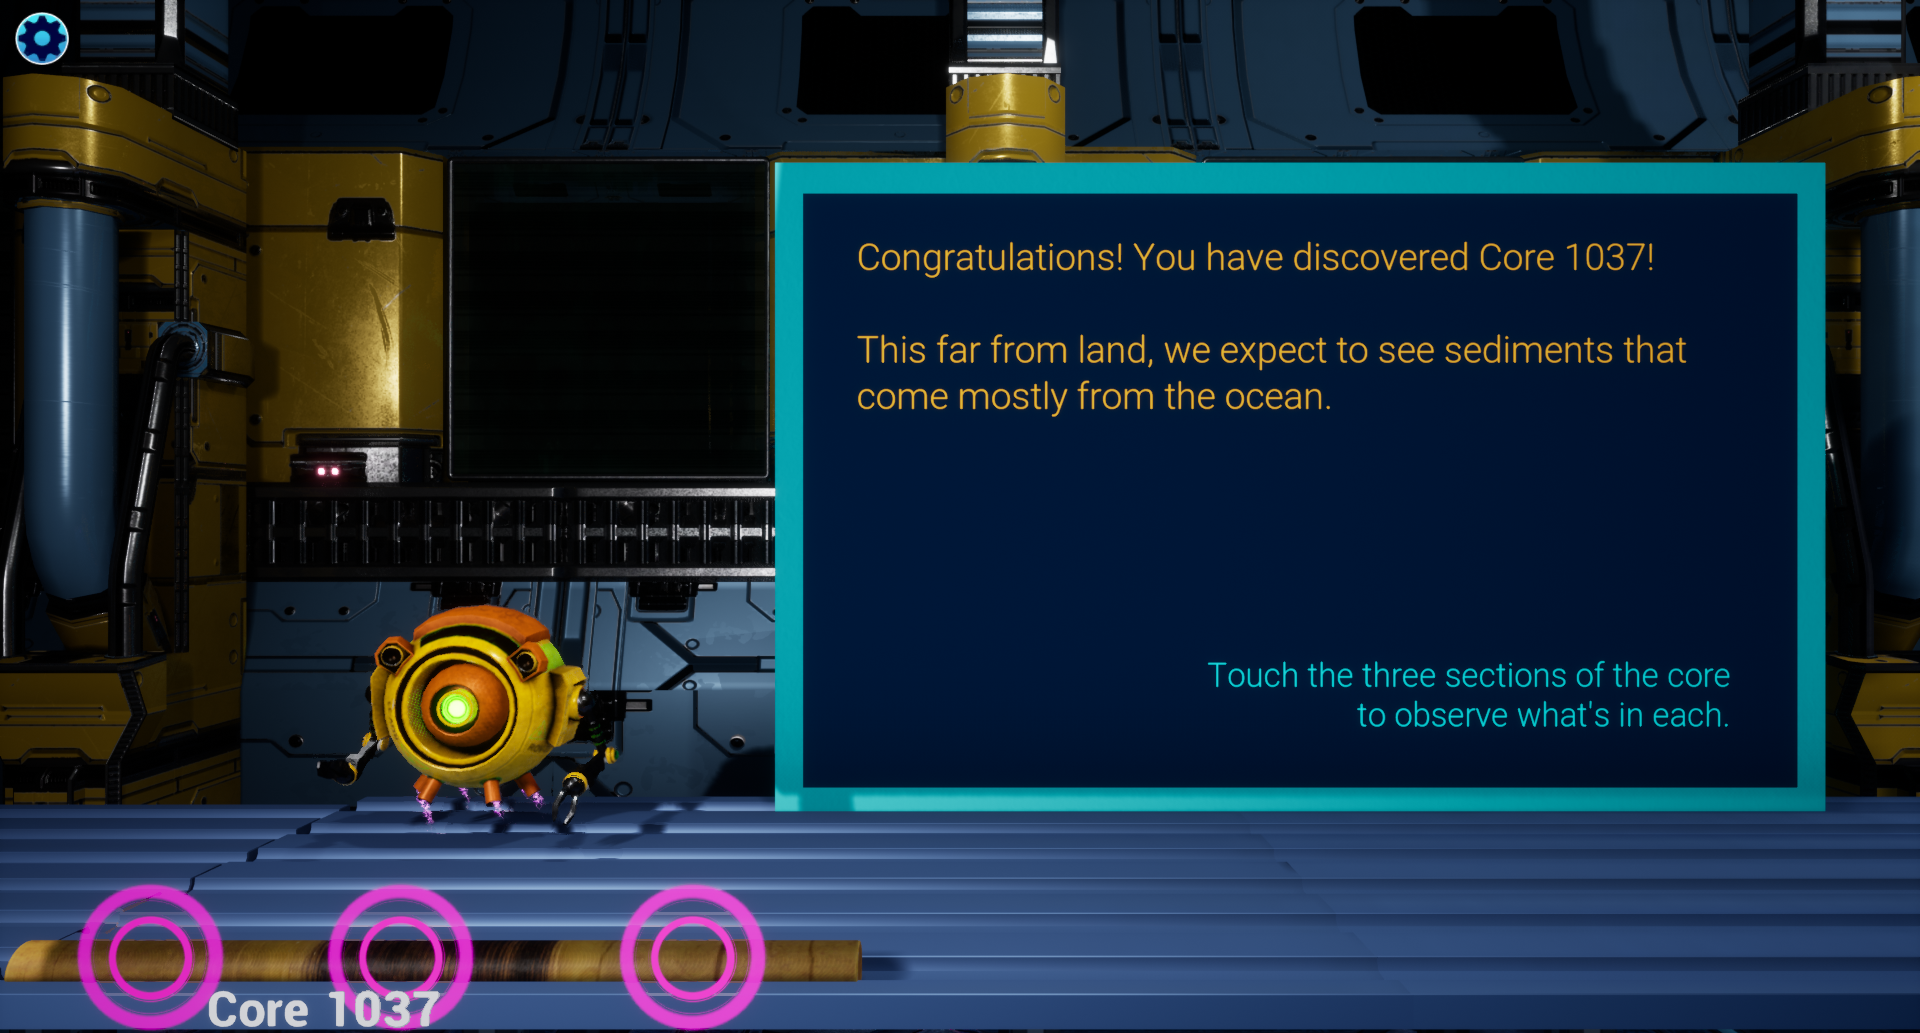 Congratulations! You have discovered Core 1037!
This far from land, we expect to see sediments that
come mostly from the ocean.
Touch the three sections of the core
to observe what's in each.
Core 1037